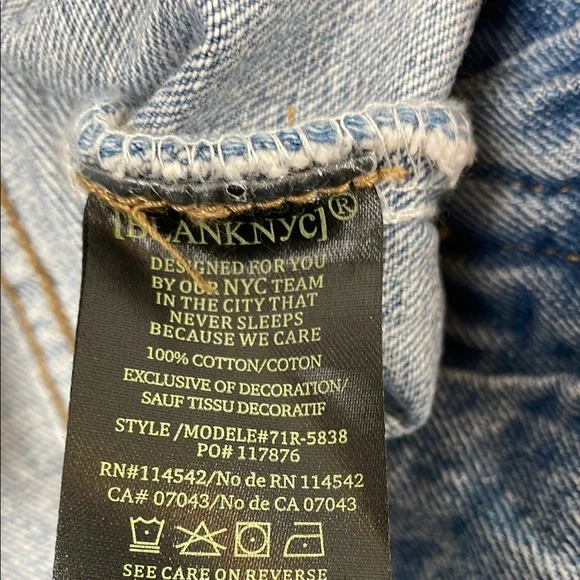 [BLANKNYC]®
DESIGNED FOR YOU
BY OUR NYC TEAM
IN THE CITY THAT
NEVER SLEEPS
BECAUSE WE CARE
100% COTTON/COTON
EXCLUSIVE OF DECORATION/
SAUF TISSU DECORATIF
STYLE /MODELE#71R-5838
PO# 117876
RN#114542/No de RN 114542
CA# 07043/No de CA 07043
SEE CARE ON REVERSE